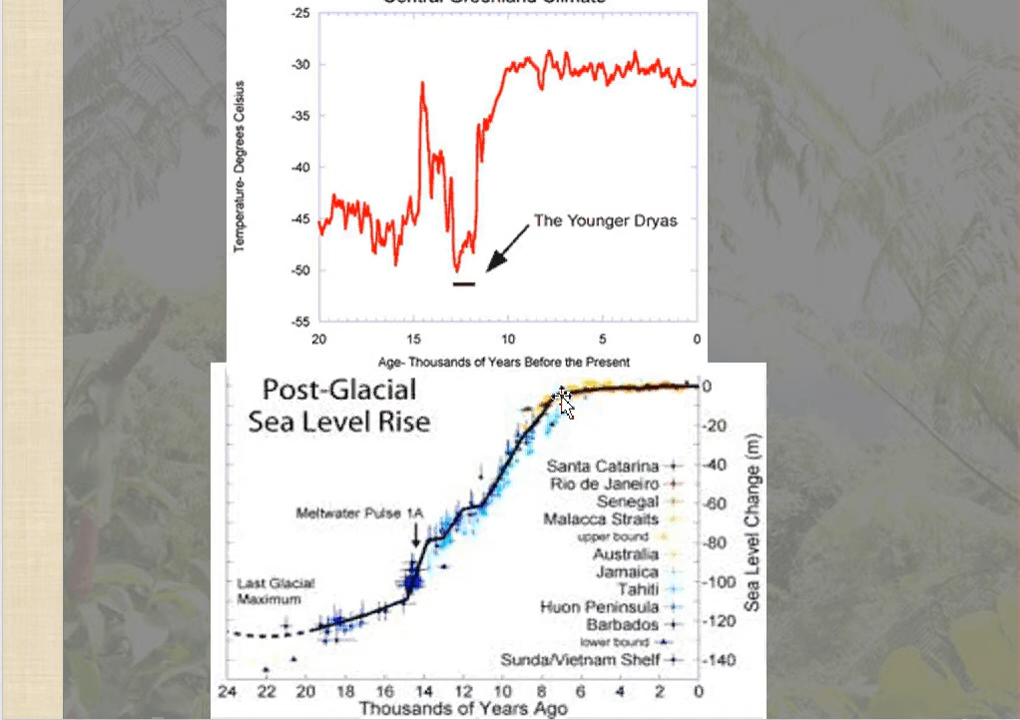 Central Greenland Climate
-25
-30
-35
-40
-45
-50
-55
Temperature- Degrees Celsius
The Younger Dryas
20 15 10 5 0
Age- Thousands of Years Before the Present
Post-Glacial
Sea Level Rise
Meltwater Pulse 1A
Last Glacial
Maximum
Santa Catarina
Rio de Janeiro
Senegal
Malacca Straits
upper bound
Australia
Jamaica
Tahiti
Huon Peninsula
Barbados
lower bound
Sunda/Vietnam Shelf
0
-20
-40
-60
-80
-100
-120
-140
Sea Level Change (m)
24 22 20 18 16 14 12 10 8 6 4 2 0
Thousands of Years Ago